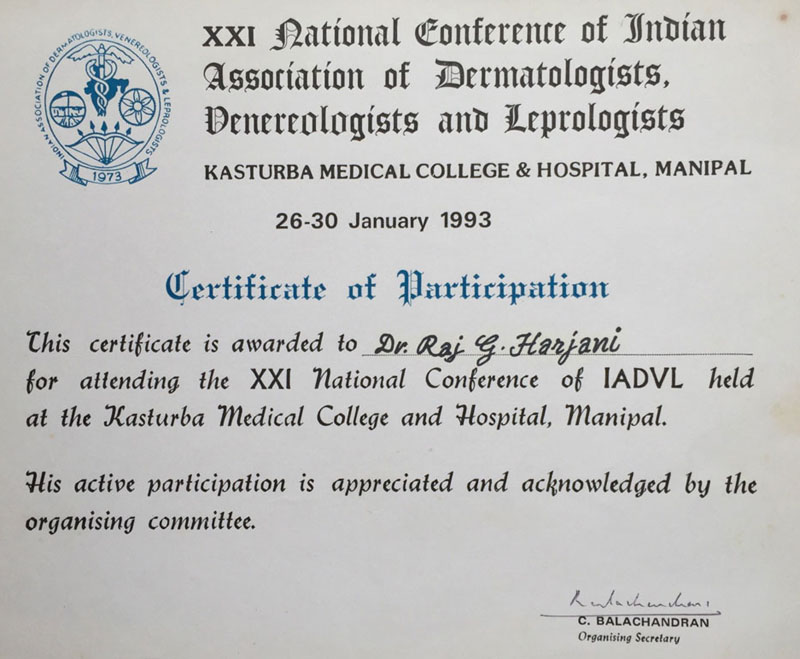 XXI National Conference of Indian
Association of Dermatologists,
Venereologists and Leprologists
INDIAN ASSOCIATION OF DERMATOLOGISTS, VENEREOLOGISTS & LEPROLOGISTS
1973
KASTURBA MEDICAL COLLEGE & HOSPITAL, MANIPAL
26-30 January 1993
Certificate of Participation
This certificate is awarded to Dr. Raj G. Harjani
for attending the XXI National Conference of IADVL held
at the Kasturba Medical College and Hospital, Manipal.
His active participation is appreciated and acknowledged by the
organising committee.
C. BALACHANDRAN
Organising Secretary